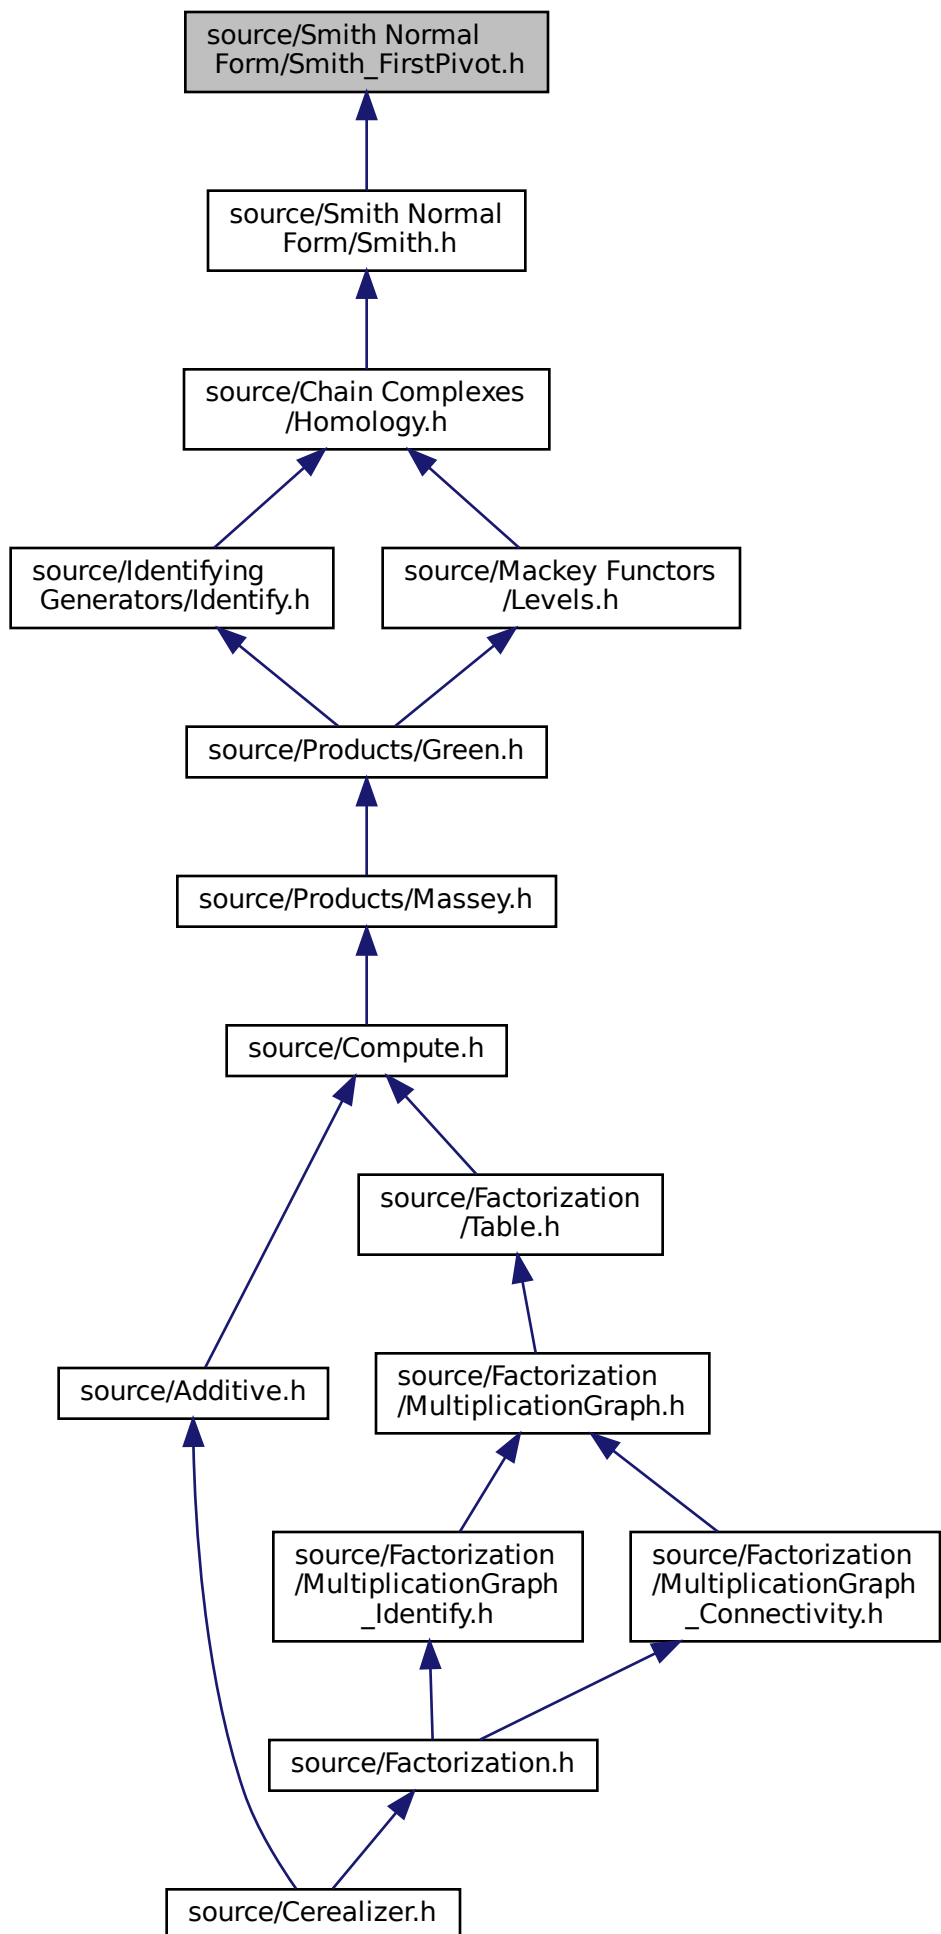 source/Smith Normal
Form/Smith_FirstPivot.h
source/Smith Normal
Form/Smith.h
source/Chain Complexes
/Homology.h
source/Identifying
Generators/Identify.h
source/Mackey Functors
/Levels.h
source/Products/Green.h
source/Products/Massey.h
source/Compute.h
source/Factorization
/Table.h
source/Additive.h
source/Factorization
/MultiplicationGraph.h
source/Factorization
/MultiplicationGraph
_Identify.h
source/Factorization
/MultiplicationGraph
_Connectivity.h
source/Factorization.h
source/Cerealizer.h